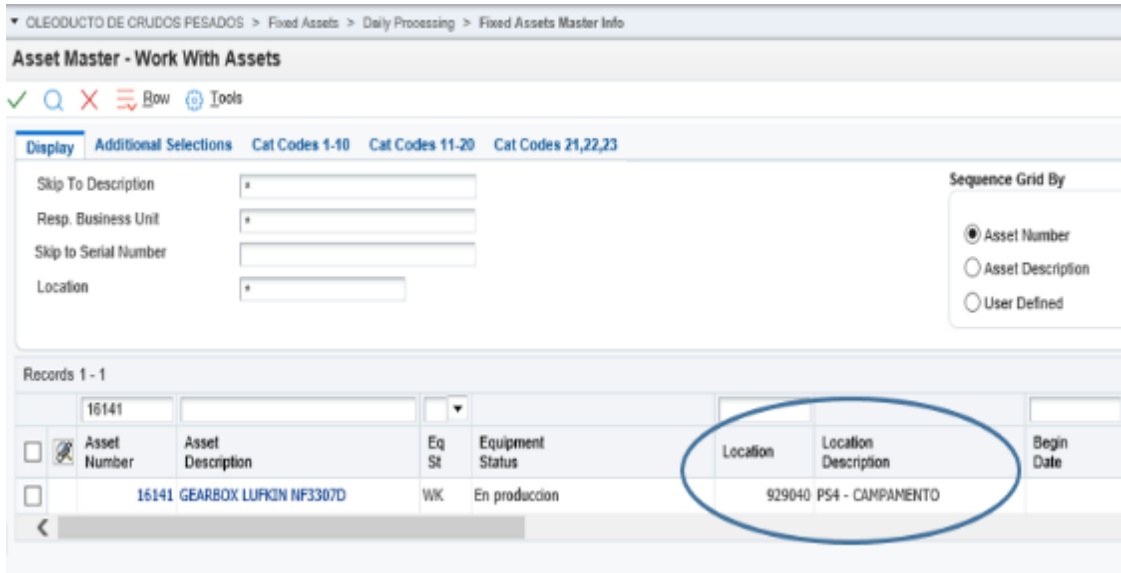 ▼ OLEODUCTO DE CRUDOS PESADOS > Fixed Assets > Daily Processing > Fixed Assets Master Info
Asset Master - Work With Assets
Row Tools
Display Additional Selections Cat Codes 1-10 Cat Codes 11-20 Cat Codes 21,22,23
Skip To Description *
Sequence Grid By
Resp. Business Unit *
Asset Number
Skip to Serial Number
Asset Description
Location *
User Defined
Records 1 - 1
16141
Asset Number Asset Description Eq St Equipment Status Location Location Description Begin Date
16141 GEARBOX LUFKIN NF3307D WK En produccion 929040 PS4 - CAMPAMENTO